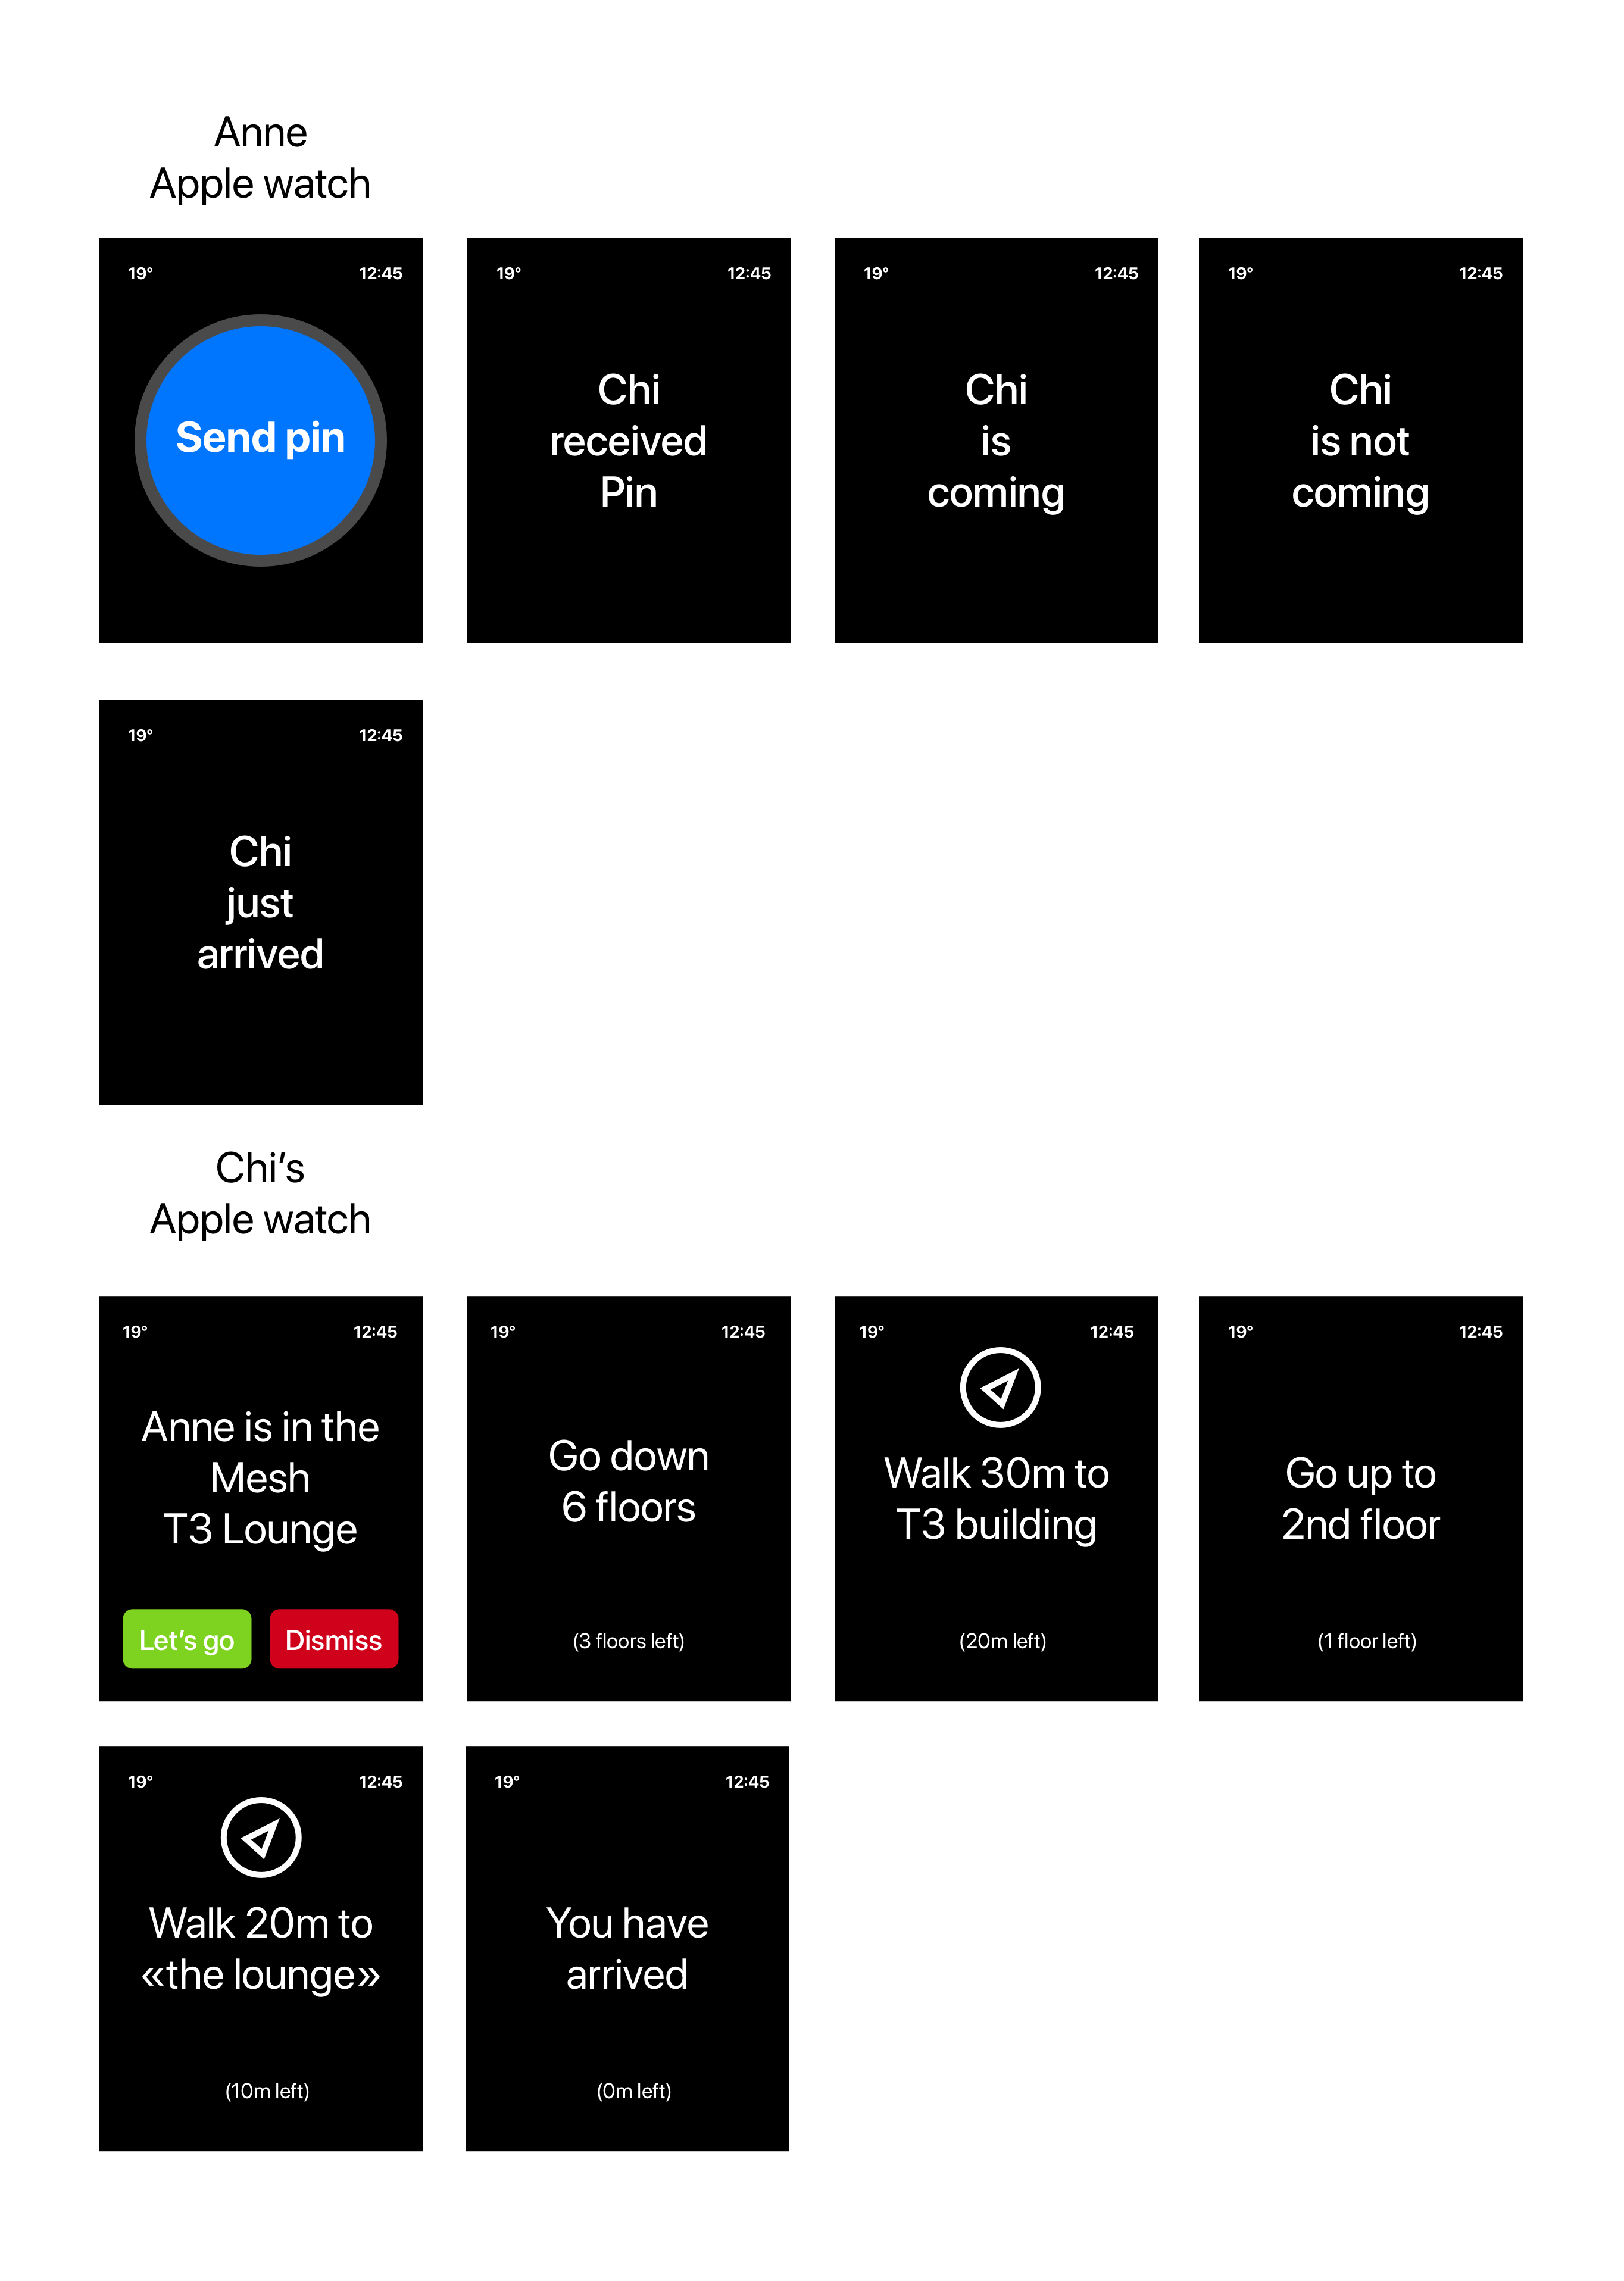 Anne
Apple watch
19° 12:45
Send pin
19° 12:45
Chi
received
Pin
19° 12:45
Chi
is
coming
19° 12:45
Chi
is not
coming
19° 12:45
Chi
just
arrived
Chi’s
Apple watch
19° 12:45
Anne is in the
Mesh
T3 Lounge
Let’s go Dismiss
19° 12:45
Go down
6 floors
(3 floors left)
19° 12:45
Walk 30m to
T3 building
(20m left)
19° 12:45
Go up to
2nd floor
(1 floor left)
19° 12:45
Walk 20m to
«the lounge»
(10m left)
19° 12:45
You have
arrived
(0m left)